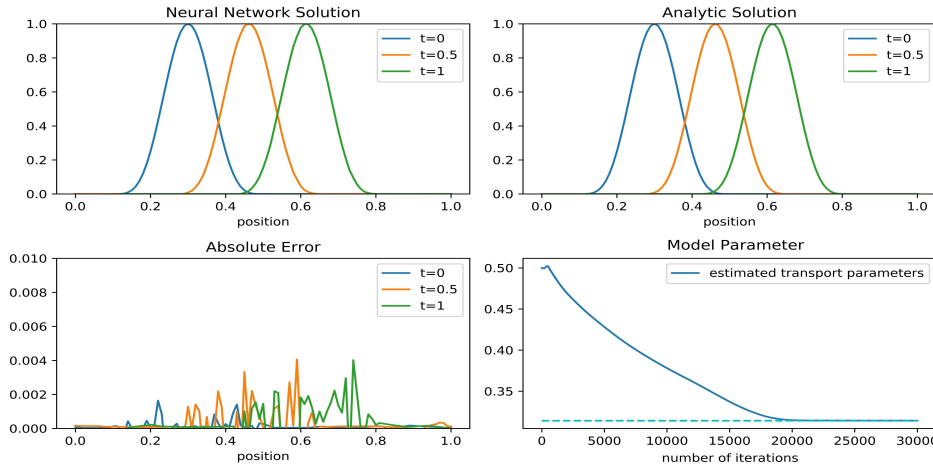 Neural Network Solution
1.0
0.8
0.6
0.4
0.2
0.0
t=0
t=0.5
t=1
0.0 0.2 0.4 0.6 0.8 1.0
position
Analytic Solution
1.0
0.8
0.6
0.4
0.2
0.0
t=0
t=0.5
t=1
0.0 0.2 0.4 0.6 0.8 1.0
position
Absolute Error
0.010
0.008
0.006
0.004
0.002
0.000
t=0
t=0.5
t=1
0.0 0.2 0.4 0.6 0.8 1.0
position
Model Parameter
0.50
0.45
0.40
0.35
estimated transport parameters
0 5000 10000 15000 20000 25000 30000
number of iterations